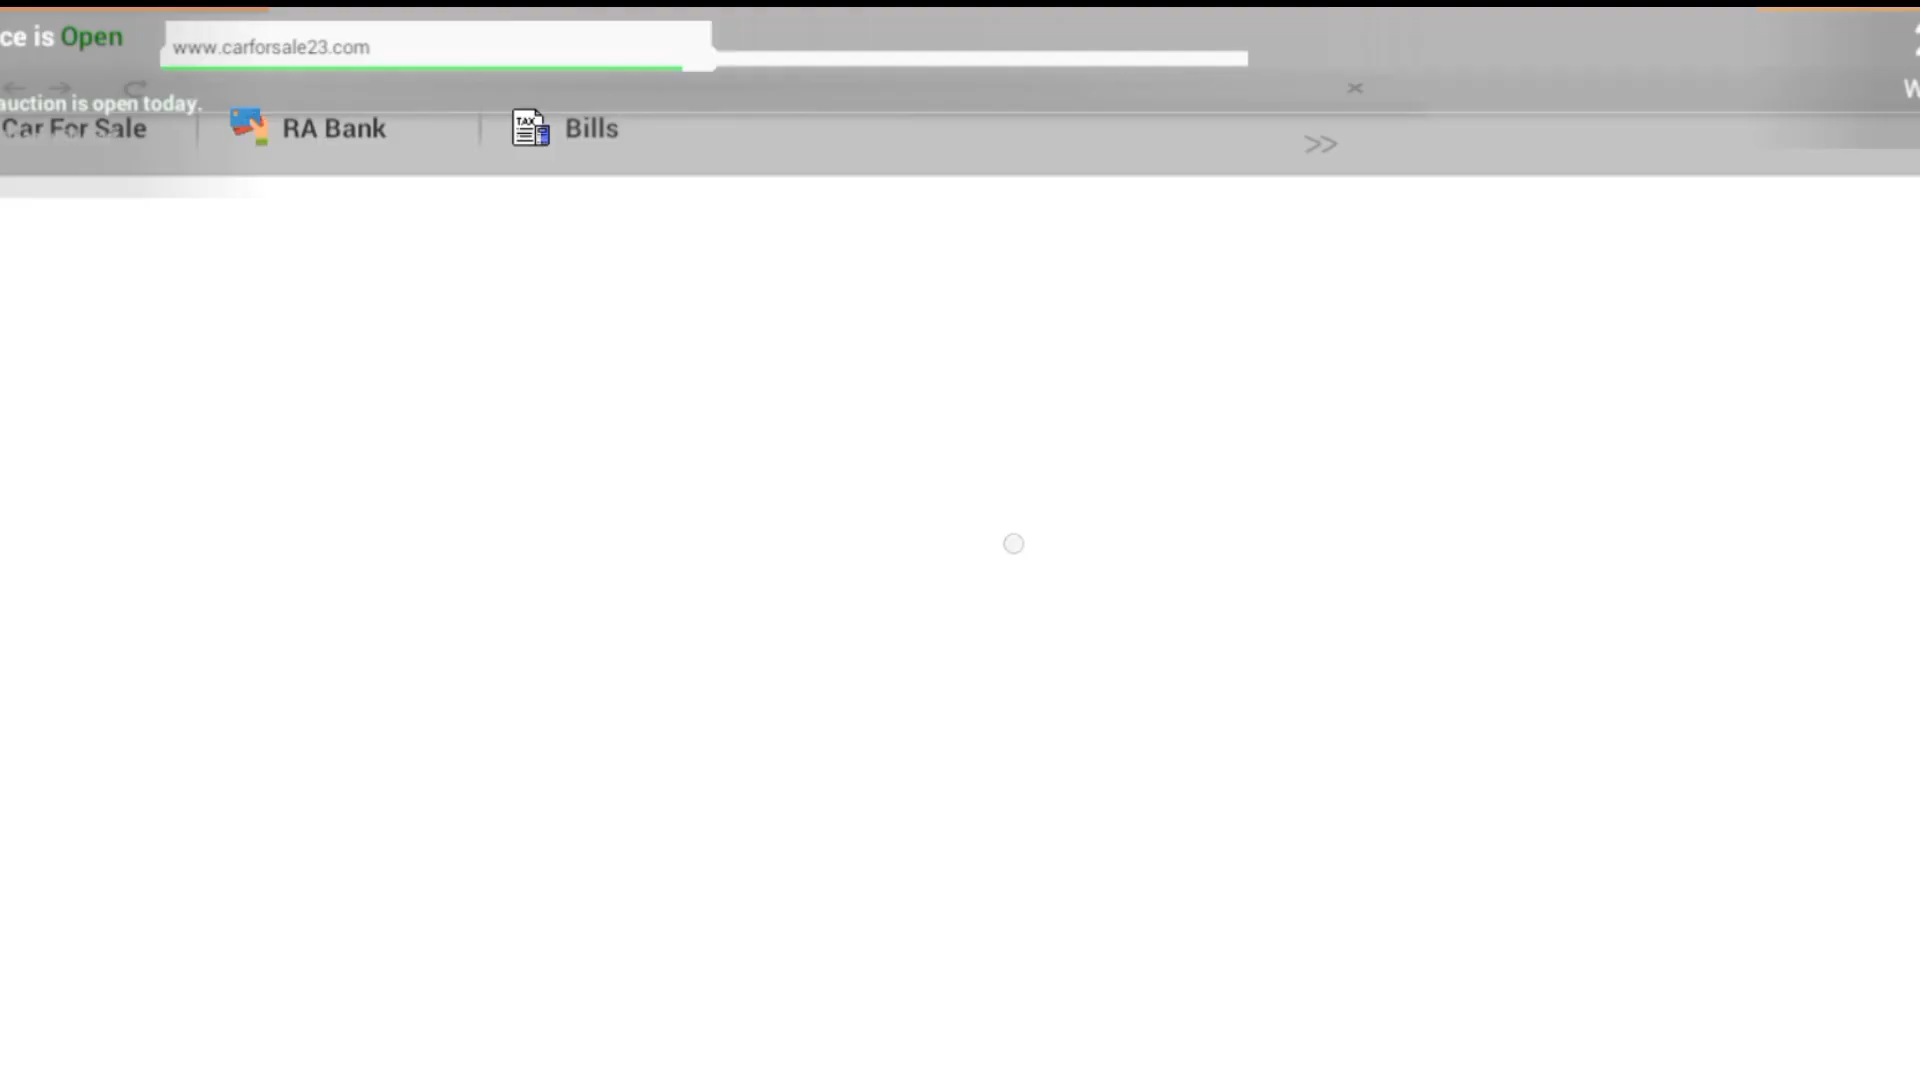 ce is Open
www.carforsale23.com
auction is open today.
Car For Sale
RA Bank
TAX
Bills
>>